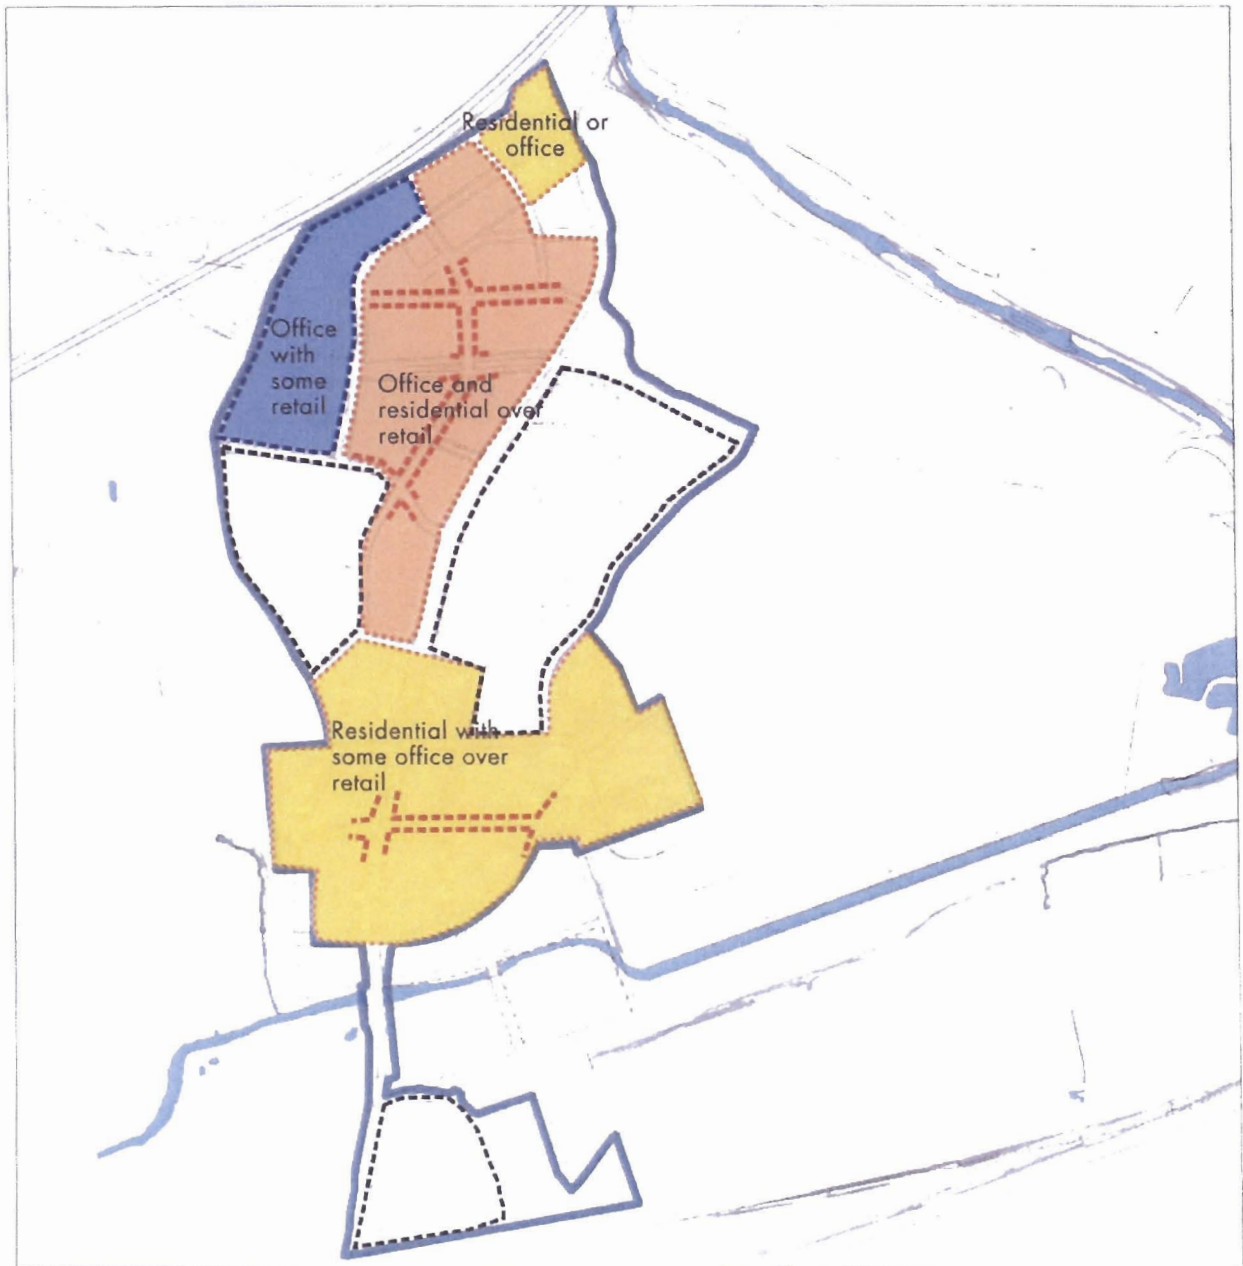 Residential or
office
Office
with
some
retail
Office and
residential over
retail
Residential with
some office over
retail